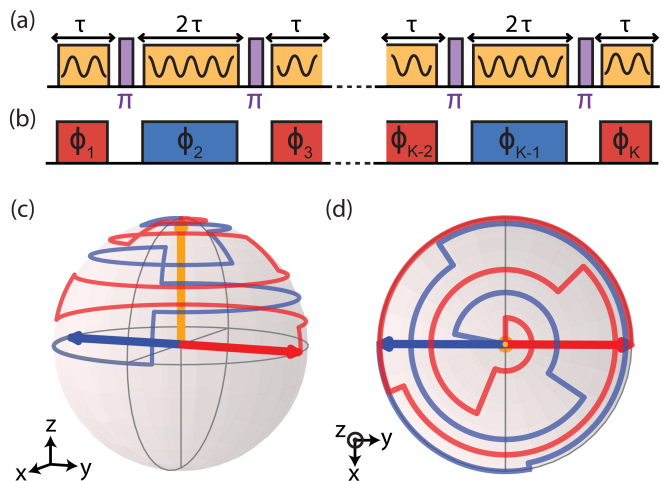 (a) τ 2τ τ τ 2τ τ
π π π π
(b) ϕ1 ϕ2 ϕ3 ϕK-2 ϕK-1 ϕK
(c) (d)
z
x y
z y
x